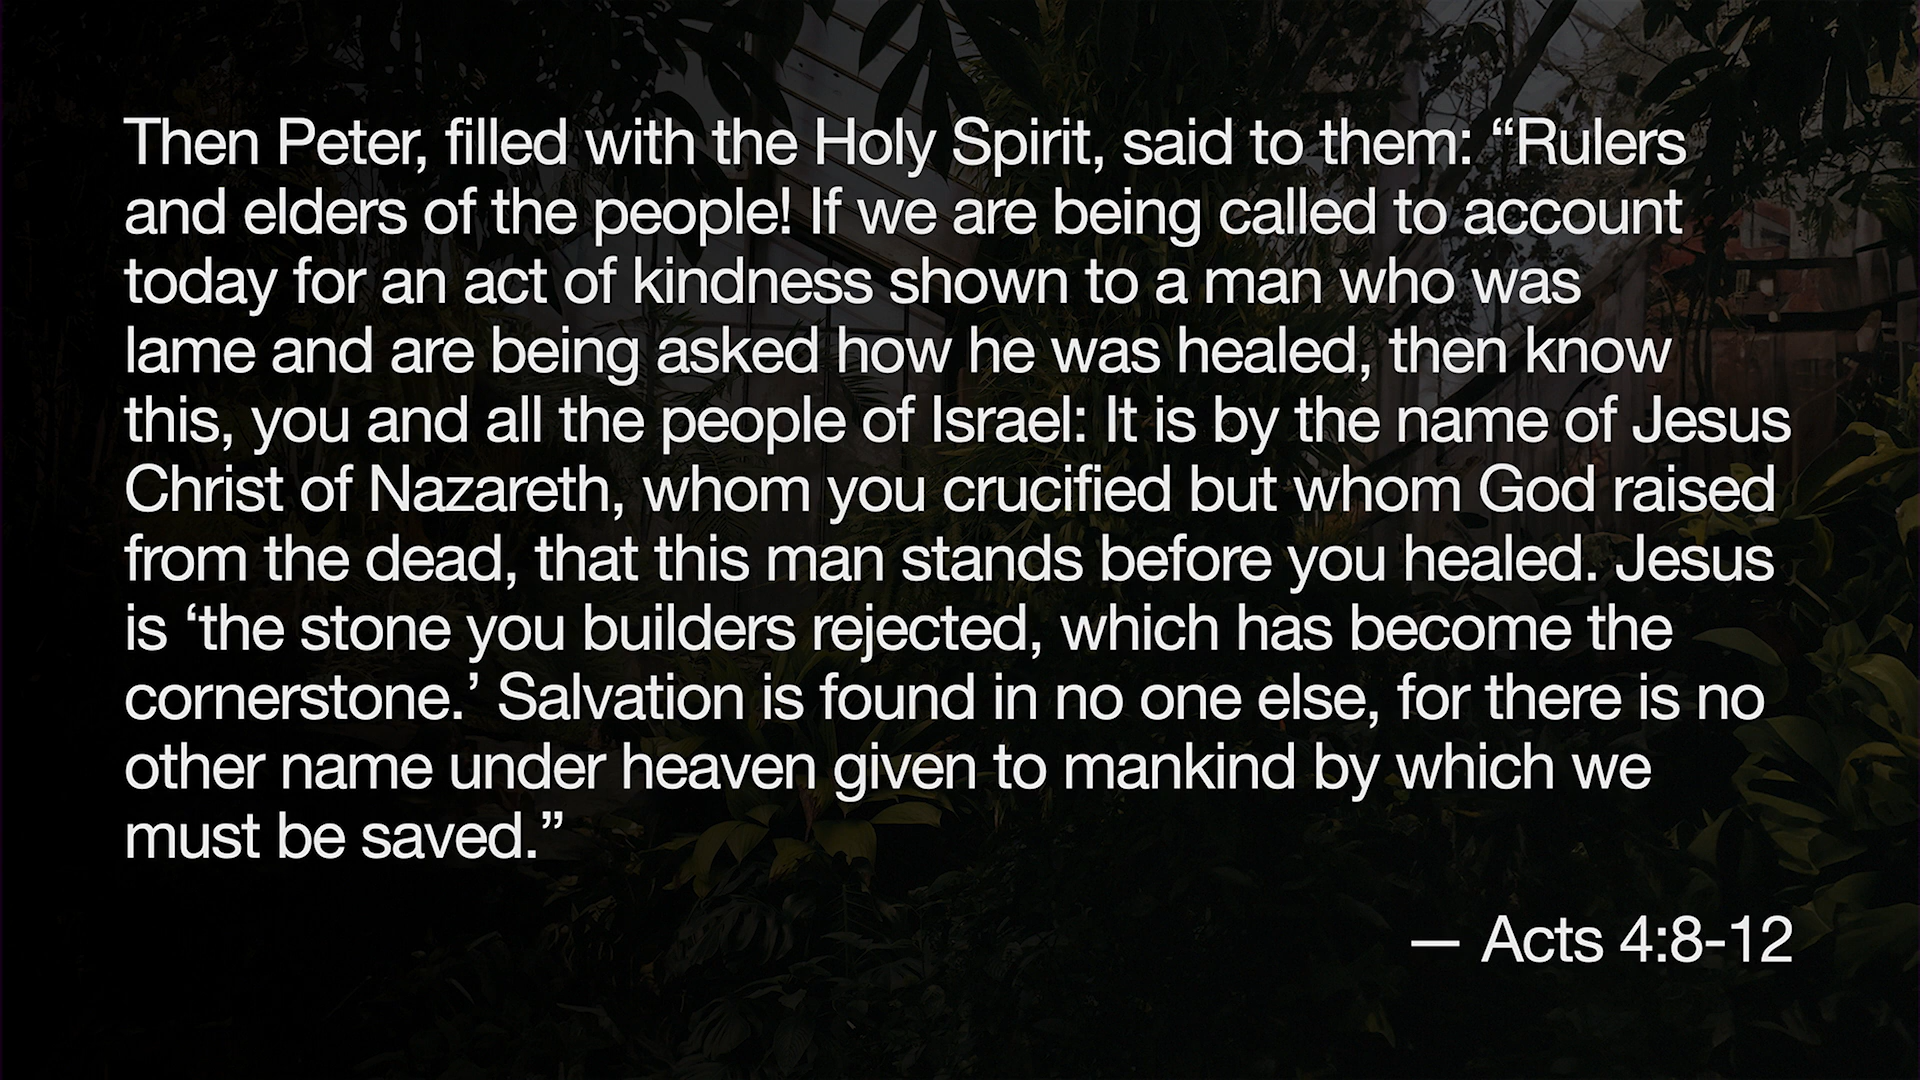 Then Peter, filled with the Holy Spirit, said to them: “Rulers
and elders of the people! If we are being called to account
today for an act of kindness shown to a man who was
lame and are being asked how he was healed, then know
this, you and all the people of Israel: It is by the name of Jesus
Christ of Nazareth, whom you crucified but whom God raised
from the dead, that this man stands before you healed. Jesus
is ‘the stone you builders rejected, which has become the
cornerstone.’ Salvation is found in no one else, for there is no
other name under heaven given to mankind by which we
must be saved.”
— Acts 4:8-12